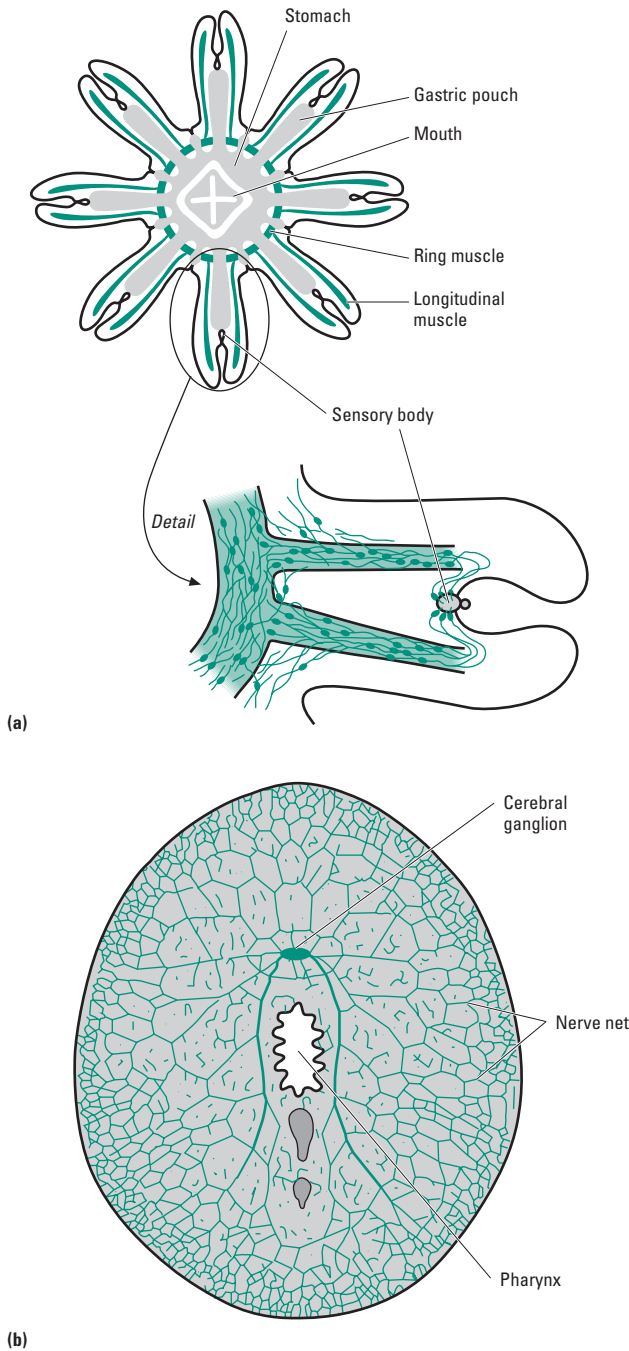 Stomach
Gastric pouch
Mouth
Ring muscle
Longitudinal
muscle
Sensory body
Detail
(a)
Cerebral
ganglion
Nerve net
Pharynx
(b)